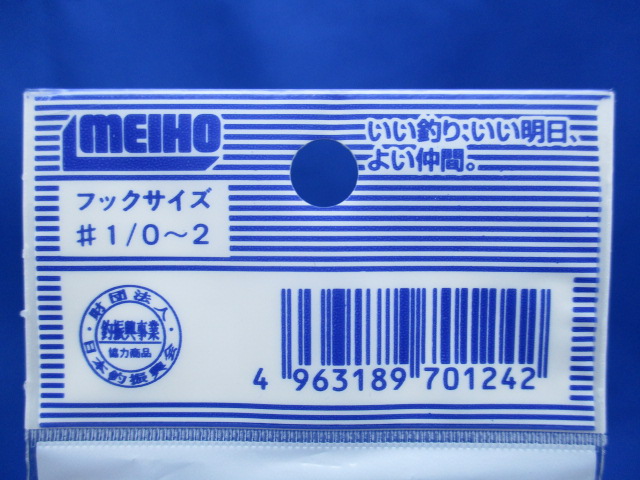 MEIHO
いい釣り、いい明日、
よい仲間。
フックサイズ
♯1/0～2
財団法人・日本釣振興会・
釣振興事業
協力商品
4 963189 701242